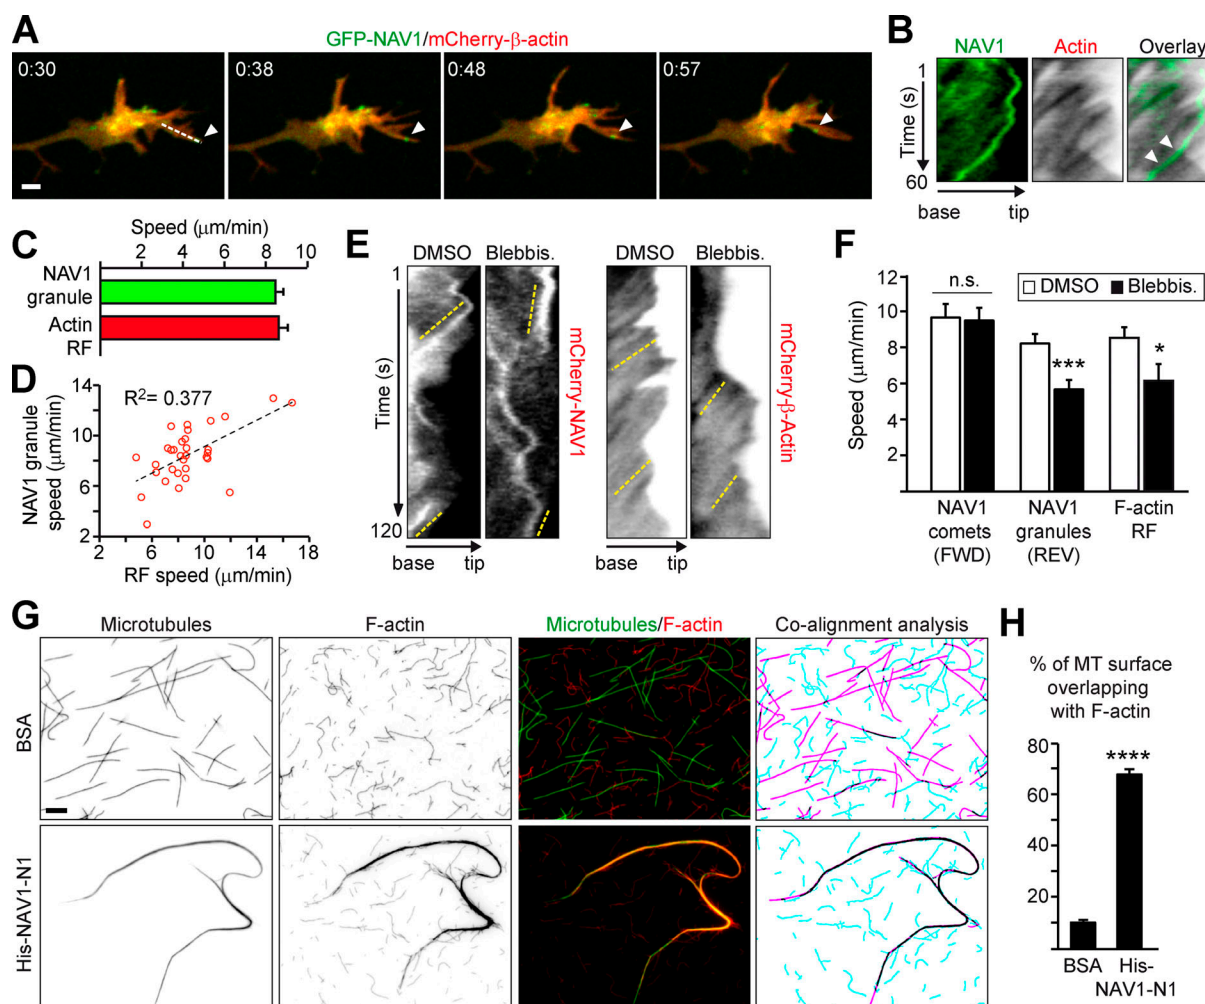 A
GFP-NAV1/mCherry-β-actin
0:30
0:38
0:48
0:57
B
NAV1
Actin
Overlay
1
Time (s)
60
base
tip
C
Speed (μm/min)
2 4 6 8 10
NAV1
granule
Actin
RF
D
R²= 0.377
NAV1 granule
speed (μm/min)
14
10
6
2
2 6 10 14 18
RF speed (μm/min)
E
DMSO
Blebbis.
DMSO
Blebbis.
1
Time (s)
120
mCherry-NAV1
mCherry-β-Actin
base
tip
base
tip
F
DMSO
Blebbis.
n.s.
***
*
Speed (μm/min)
12
10
8
6
4
2
NAV1
comets
(FWD)
NAV1
granules
(REV)
F-actin
RF
G
Microtubules
F-actin
Microtubules/F-actin
Co-alignment analysis
BSA
His-NAV1-N1
H
% of MT surface
overlapping
with F-actin
80
60
40
20
****
BSA
His-
NAV1-N1